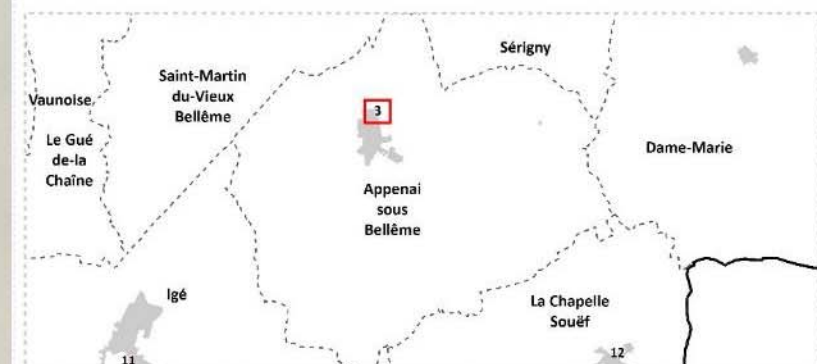 Sérigny
Saint-Martin
du-Vieux
Bellême
Vaunoise
3
Le Gué
de-la
Chaîne
Dame-Marie
Appenai
sous
Bellême
Igé
La Chapelle
Souëf
11
12